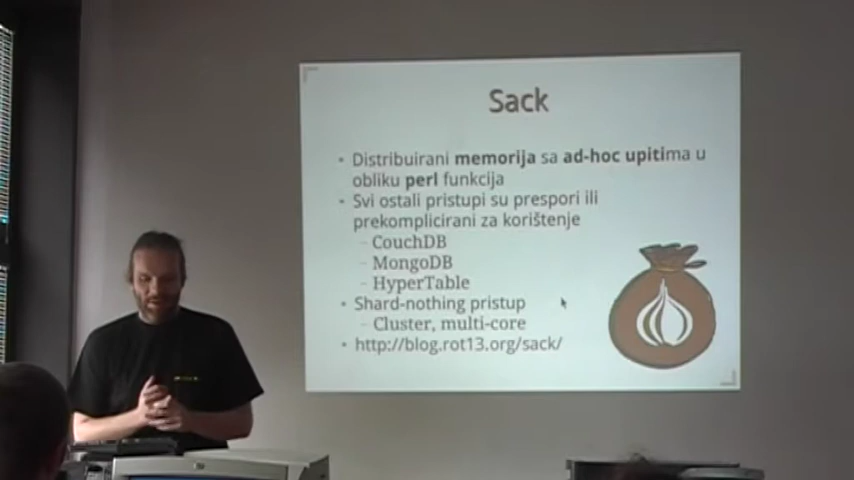 Sack
• Distribuirani memorija sa ad-hoc upitima u
obliku perl funkcija
• Svi ostali pristupi su prespori ili
prekomplicirani za korištenje
– CouchDB
– MongoDB
– HyperTable
• Shard-nothing pristup
– Cluster, multi-core
• http://blog.rot13.org/sack/